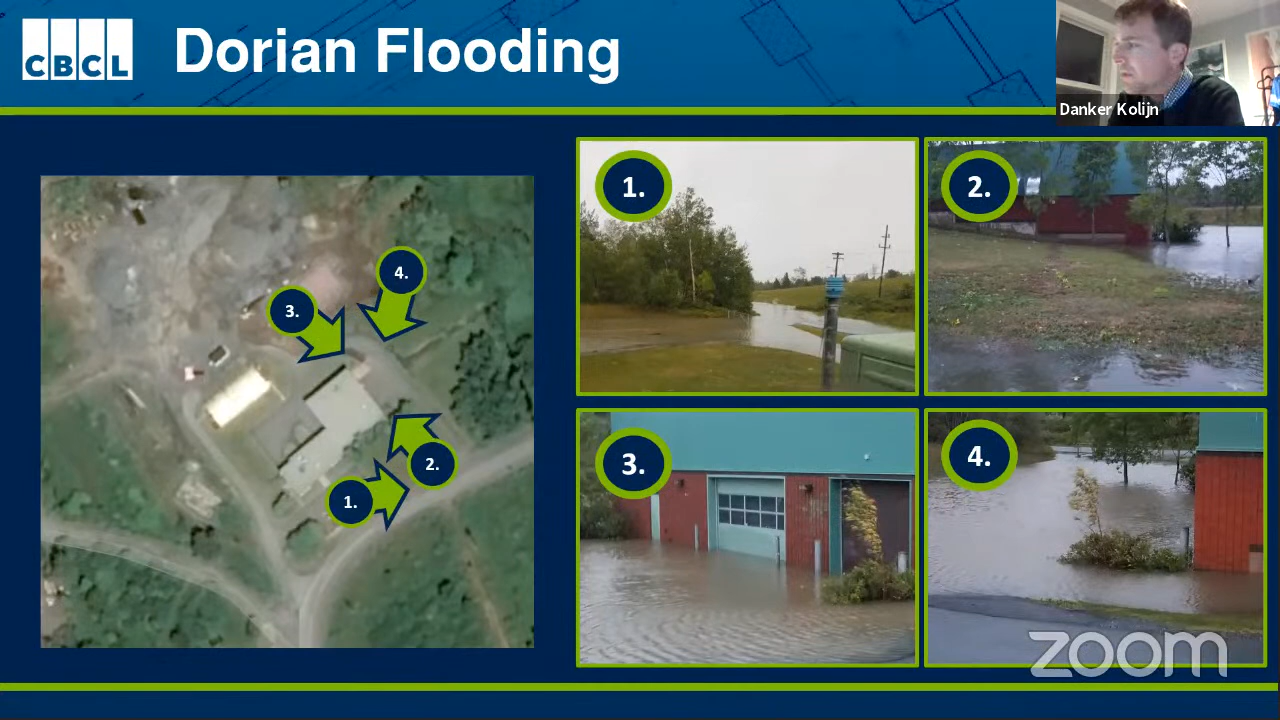 CBCL
Dorian Flooding
Danker Kolijn
1.
2.
4.
3.
2.
1.
3.
4.
zoom